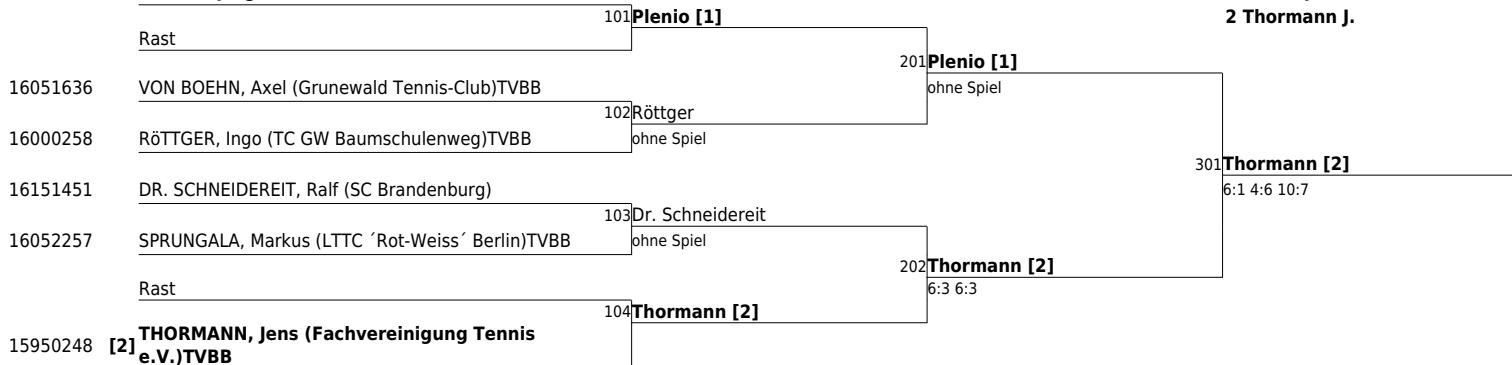 101 Plenio [1]
2 Thormann J.
Rast
201 Plenio [1]
16051636 VON BOEHN, Axel (Grunewald Tennis-Club)TVBB
ohne Spiel
102 Röttger
16000258 RöTTGER, Ingo (TC GW Baumschulenweg)TVBB
ohne Spiel
301 Thormann [2]
16151451 DR. SCHNEIDEREIT, Ralf (SC Brandenburg)
6:1 4:6 10:7
103 Dr. Schneidereit
16052257 SPRUNGALA, Markus (LTTC ´Rot-Weiss´ Berlin)TVBB
ohne Spiel
202 Thormann [2]
Rast
6:3 6:3
104 Thormann [2]
15950248 [2] THORMANN, Jens (Fachvereinigung Tennis
e.V.)TVBB